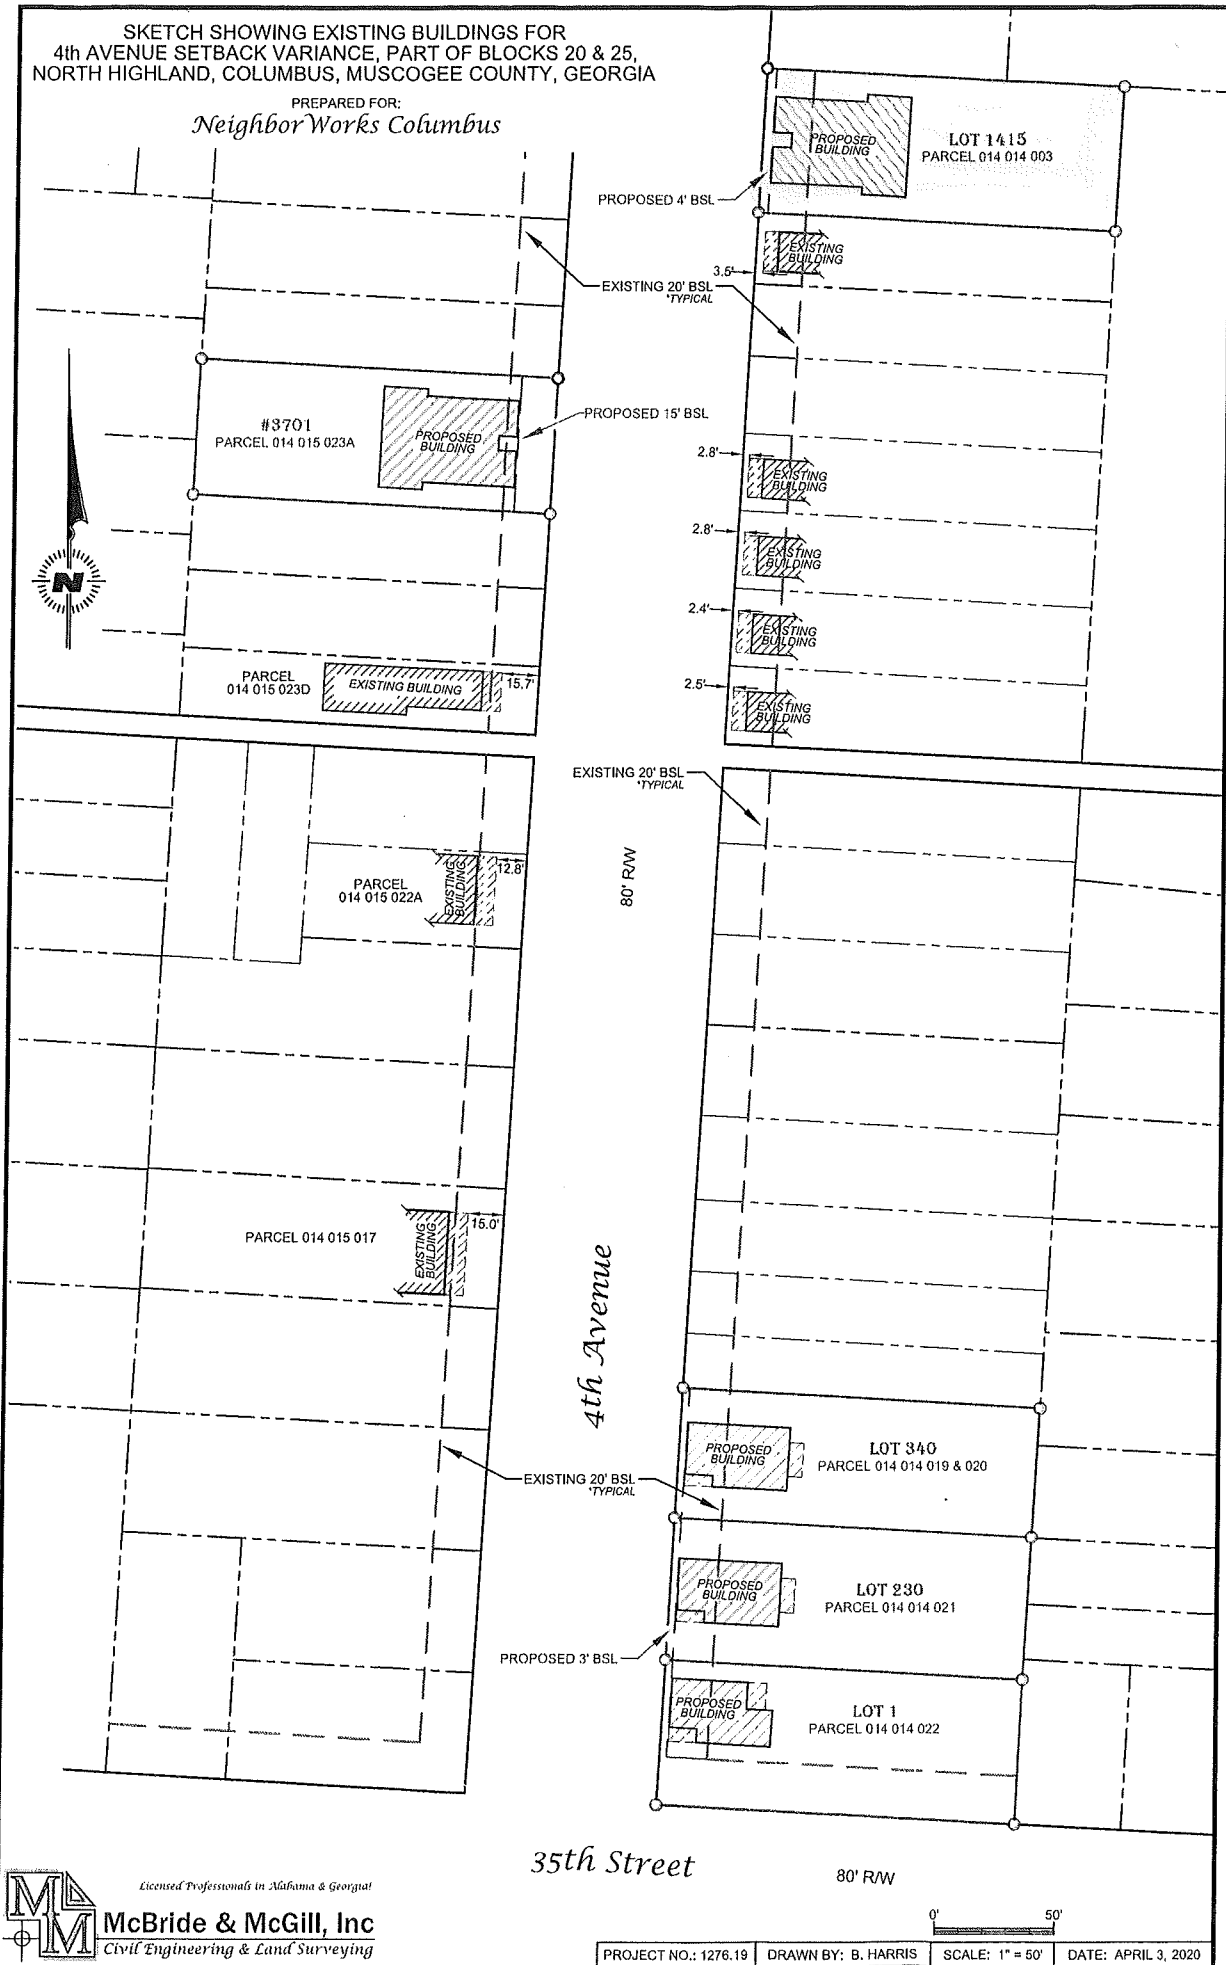 SKETCH SHOWING EXISTING BUILDINGS FOR
4th AVENUE SETBACK VARIANCE, PART OF BLOCKS 20 & 25,
NORTH HIGHLAND, COLUMBUS, MUSCOGEE COUNTY, GEORGIA
PREPARED FOR:
NeighborWorks Columbus
PROPOSED
BUILDING
LOT 1415
PARCEL 014 014 003
PROPOSED 4' BSL
EXISTING
BUILDING
3.5'
EXISTING 20' BSL
*TYPICAL
#3701
PARCEL 014 015 023A
PROPOSED
BUILDING
PROPOSED 15' BSL
2.8'
EXISTING
BUILDING
2.8'
EXISTING
BUILDING
N
2.4'
EXISTING
BUILDING
PARCEL
014 015 023D
EXISTING BUILDING
15.7'
2.5'
EXISTING
BUILDING
EXISTING 20' BSL
*TYPICAL
PARCEL
014 015 022A
EXISTING
BUILDING
12.8'
80' R/W
PARCEL 014 015 017
EXISTING
BUILDING
15.0'
4th Avenue
PROPOSED
BUILDING
LOT 340
PARCEL 014 014 019 & 020
EXISTING 20' BSL
*TYPICAL
PROPOSED
BUILDING
LOT 230
PARCEL 014 014 021
PROPOSED 3' BSL
PROPOSED
BUILDING
LOT 1
PARCEL 014 014 022
35th Street
80' R/W
Licensed Professionals in Alabama & Georgia!
MM
McBride & McGill, Inc
Civil Engineering & Land Surveying
0' 50'
PROJECT NO.: 1276.19 DRAWN BY: B. HARRIS SCALE: 1" = 50' DATE: APRIL 3, 2020